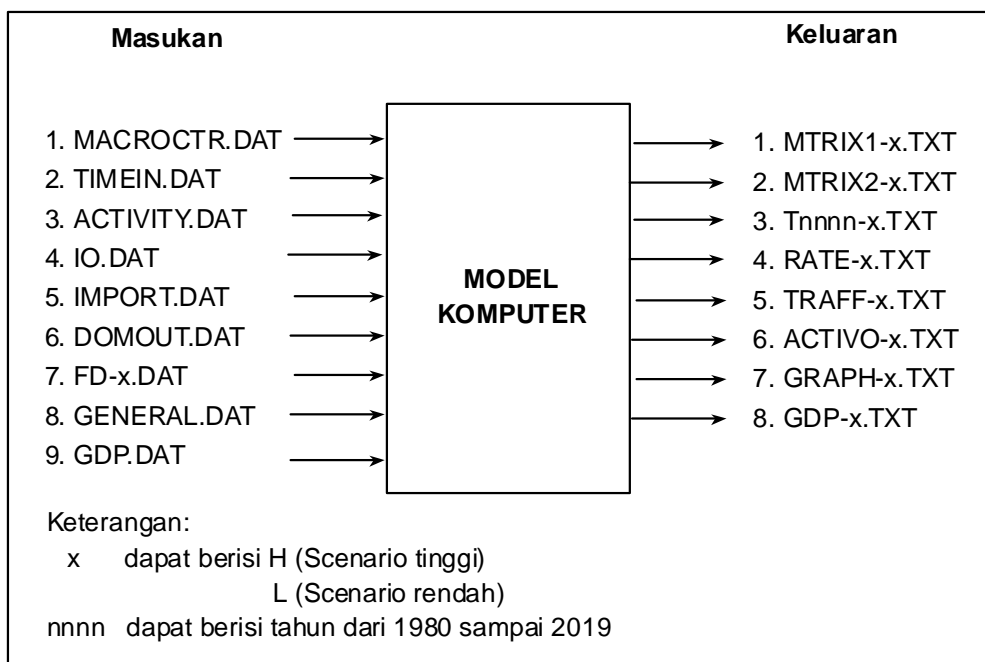 Masukan
Keluaran
1. MACROCTR.DAT
2. TIMEIN.DAT
3. ACTIVITY.DAT
4. IO.DAT
5. IMPORT.DAT
6. DOMOUT.DAT
7. FD-x.DAT
8. GENERAL.DAT
9. GDP.DAT
MODEL
KOMPUTER
1. MTRIX1-x.TXT
2. MTRIX2-x.TXT
3. Tnnnn-x.TXT
4. RATE-x.TXT
5. TRAFF-x.TXT
6. ACTIVO-x.TXT
7. GRAPH-x.TXT
8. GDP-x.TXT
Keterangan:
x dapat berisi H (Scenario tinggi)
L (Scenario rendah)
nnnn dapat berisi tahun dari 1980 sampai 2019